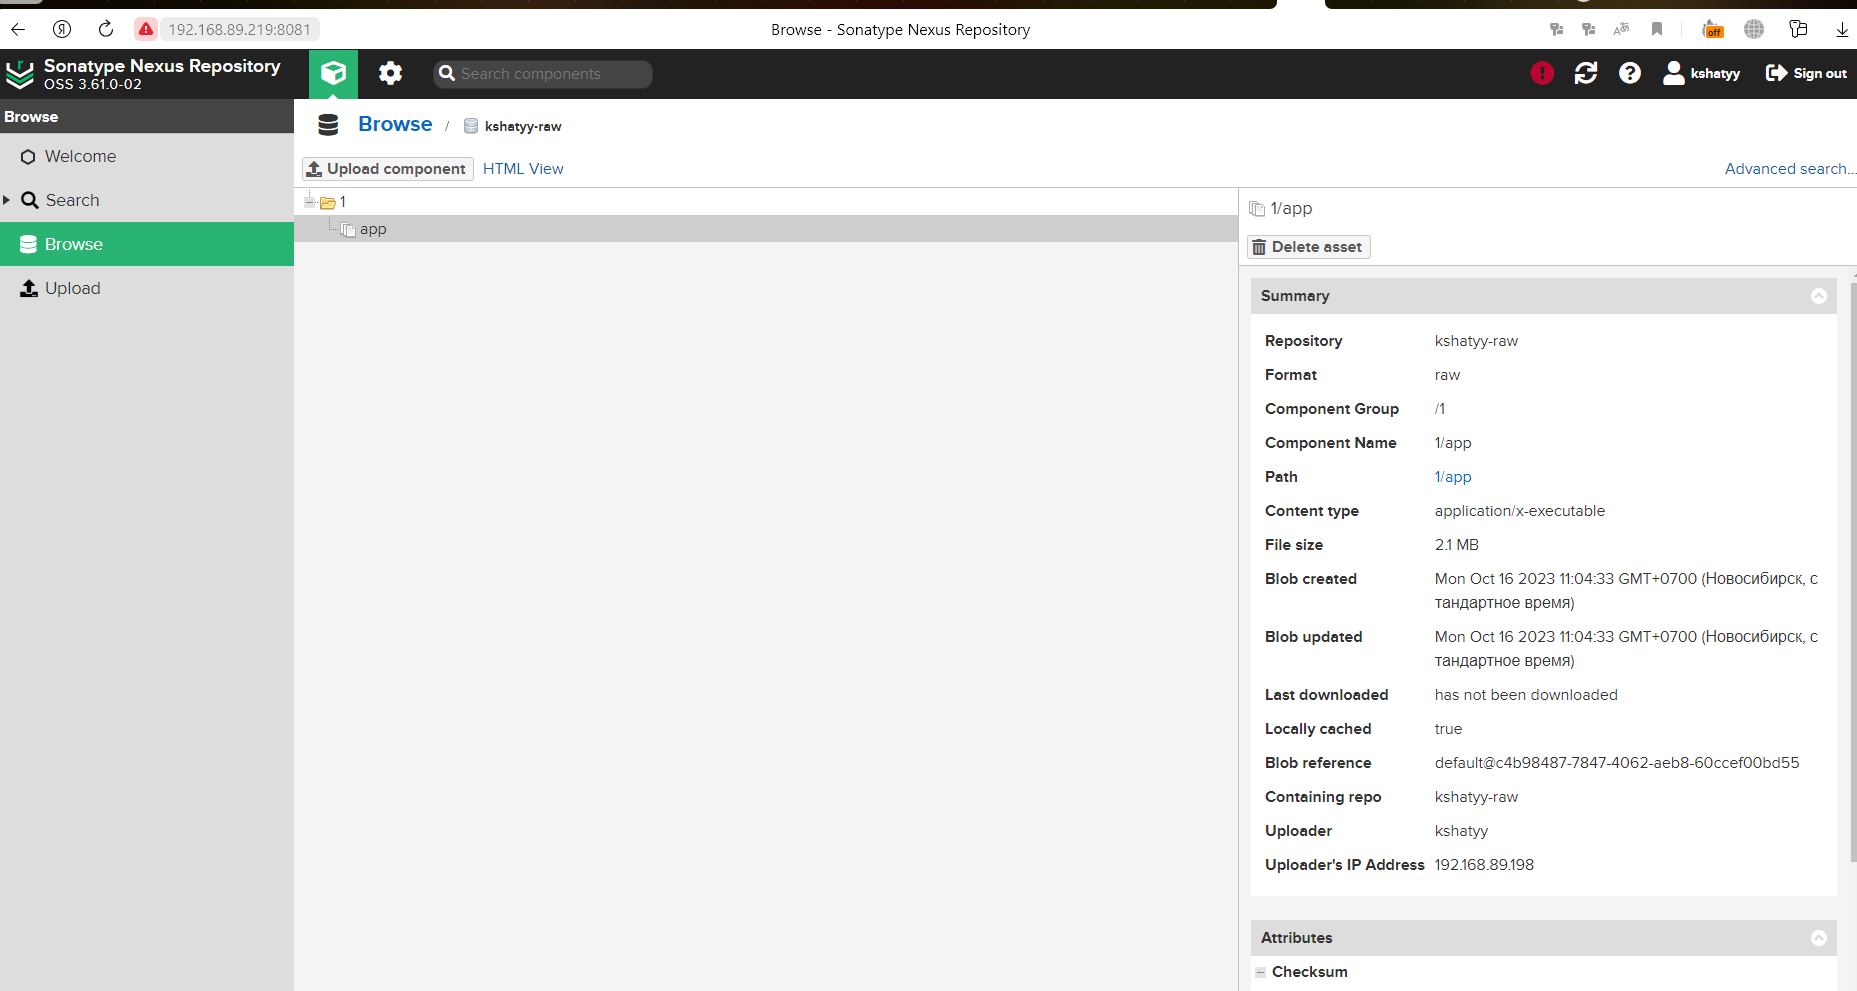 192.168.89.219:8081
Browse - Sonatype Nexus Repository
off
Sonatype Nexus Repository
OSS 3.61.0-02
Search components
kshatyy
Sign out
Browse
Welcome
Search
Browse
Upload
Browse / kshatyy-raw
Upload component
HTML View
Advanced search...
1
app
1/app
Delete asset
Summary
Repository kshatyy-raw
Format raw
Component Group /1
Component Name 1/app
Path 1/app
Content type application/x-executable
File size 2.1 MB
Blob created Mon Oct 16 2023 11:04:33 GMT+0700 (Новосибирск, с
тандартное время)
Blob updated Mon Oct 16 2023 11:04:33 GMT+0700 (Новосибирск, с
тандартное время)
Last downloaded has not been downloaded
Locally cached true
Blob reference default@c4b98487-7847-4062-aeb8-60ccef00bd55
Containing repo kshatyy-raw
Uploader kshatyy
Uploader's IP Address 192.168.89.198
Attributes
Checksum